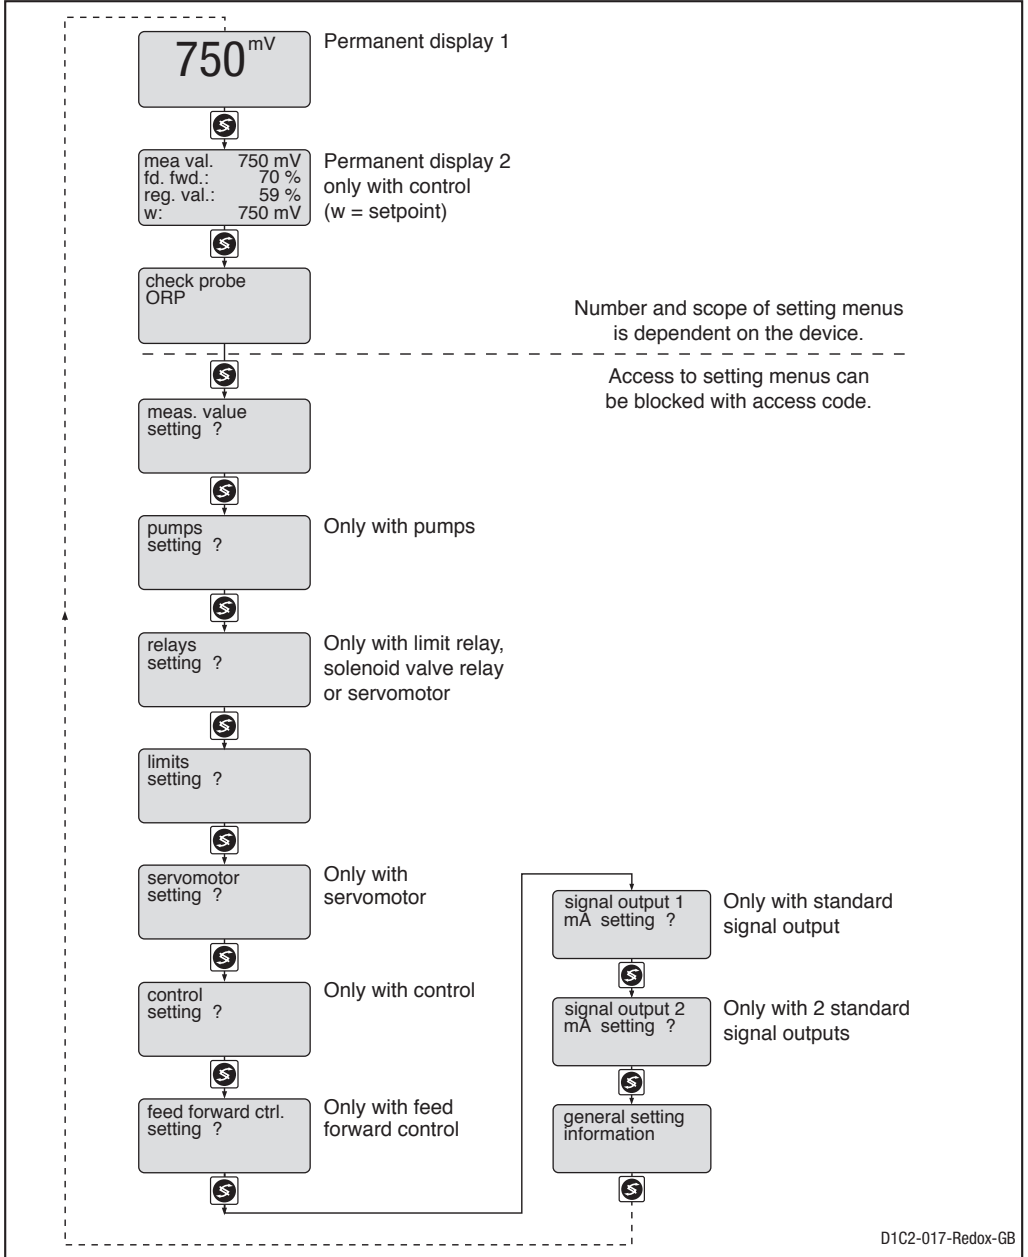 750 mV
Permanent display 1
mea val. 750 mV
fd. fwd.: 70 %
reg. val.: 59 %
w: 750 mV
Permanent display 2
only with control
(w = setpoint)
check probe
ORP
Number and scope of setting menus
is dependent on the device.
Access to setting menus can
be blocked with access code.
meas. value
setting ?
pumps
setting ?
Only with pumps
relays
setting ?
Only with limit relay,
solenoid valve relay
or servomotor
limits
setting ?
servomotor
setting ?
Only with
servomotor
control
setting ?
Only with control
feed forward ctrl.
setting ?
Only with feed
forward control
signal output 1
mA setting ?
Only with standard
signal output
signal output 2
mA setting ?
Only with 2 standard
signal outputs
general setting
information
D1C2-017-Redox-GB